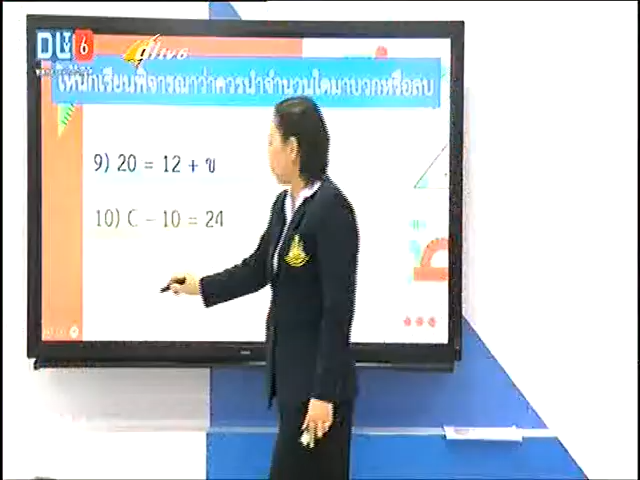 DLTV 6
dltv6
ให้นักเรียนพิจารณาว่าควรนำจำนวนใดมาบวกหรือลบ
9) 20 = 12 + ข
10) C – 10 = 24